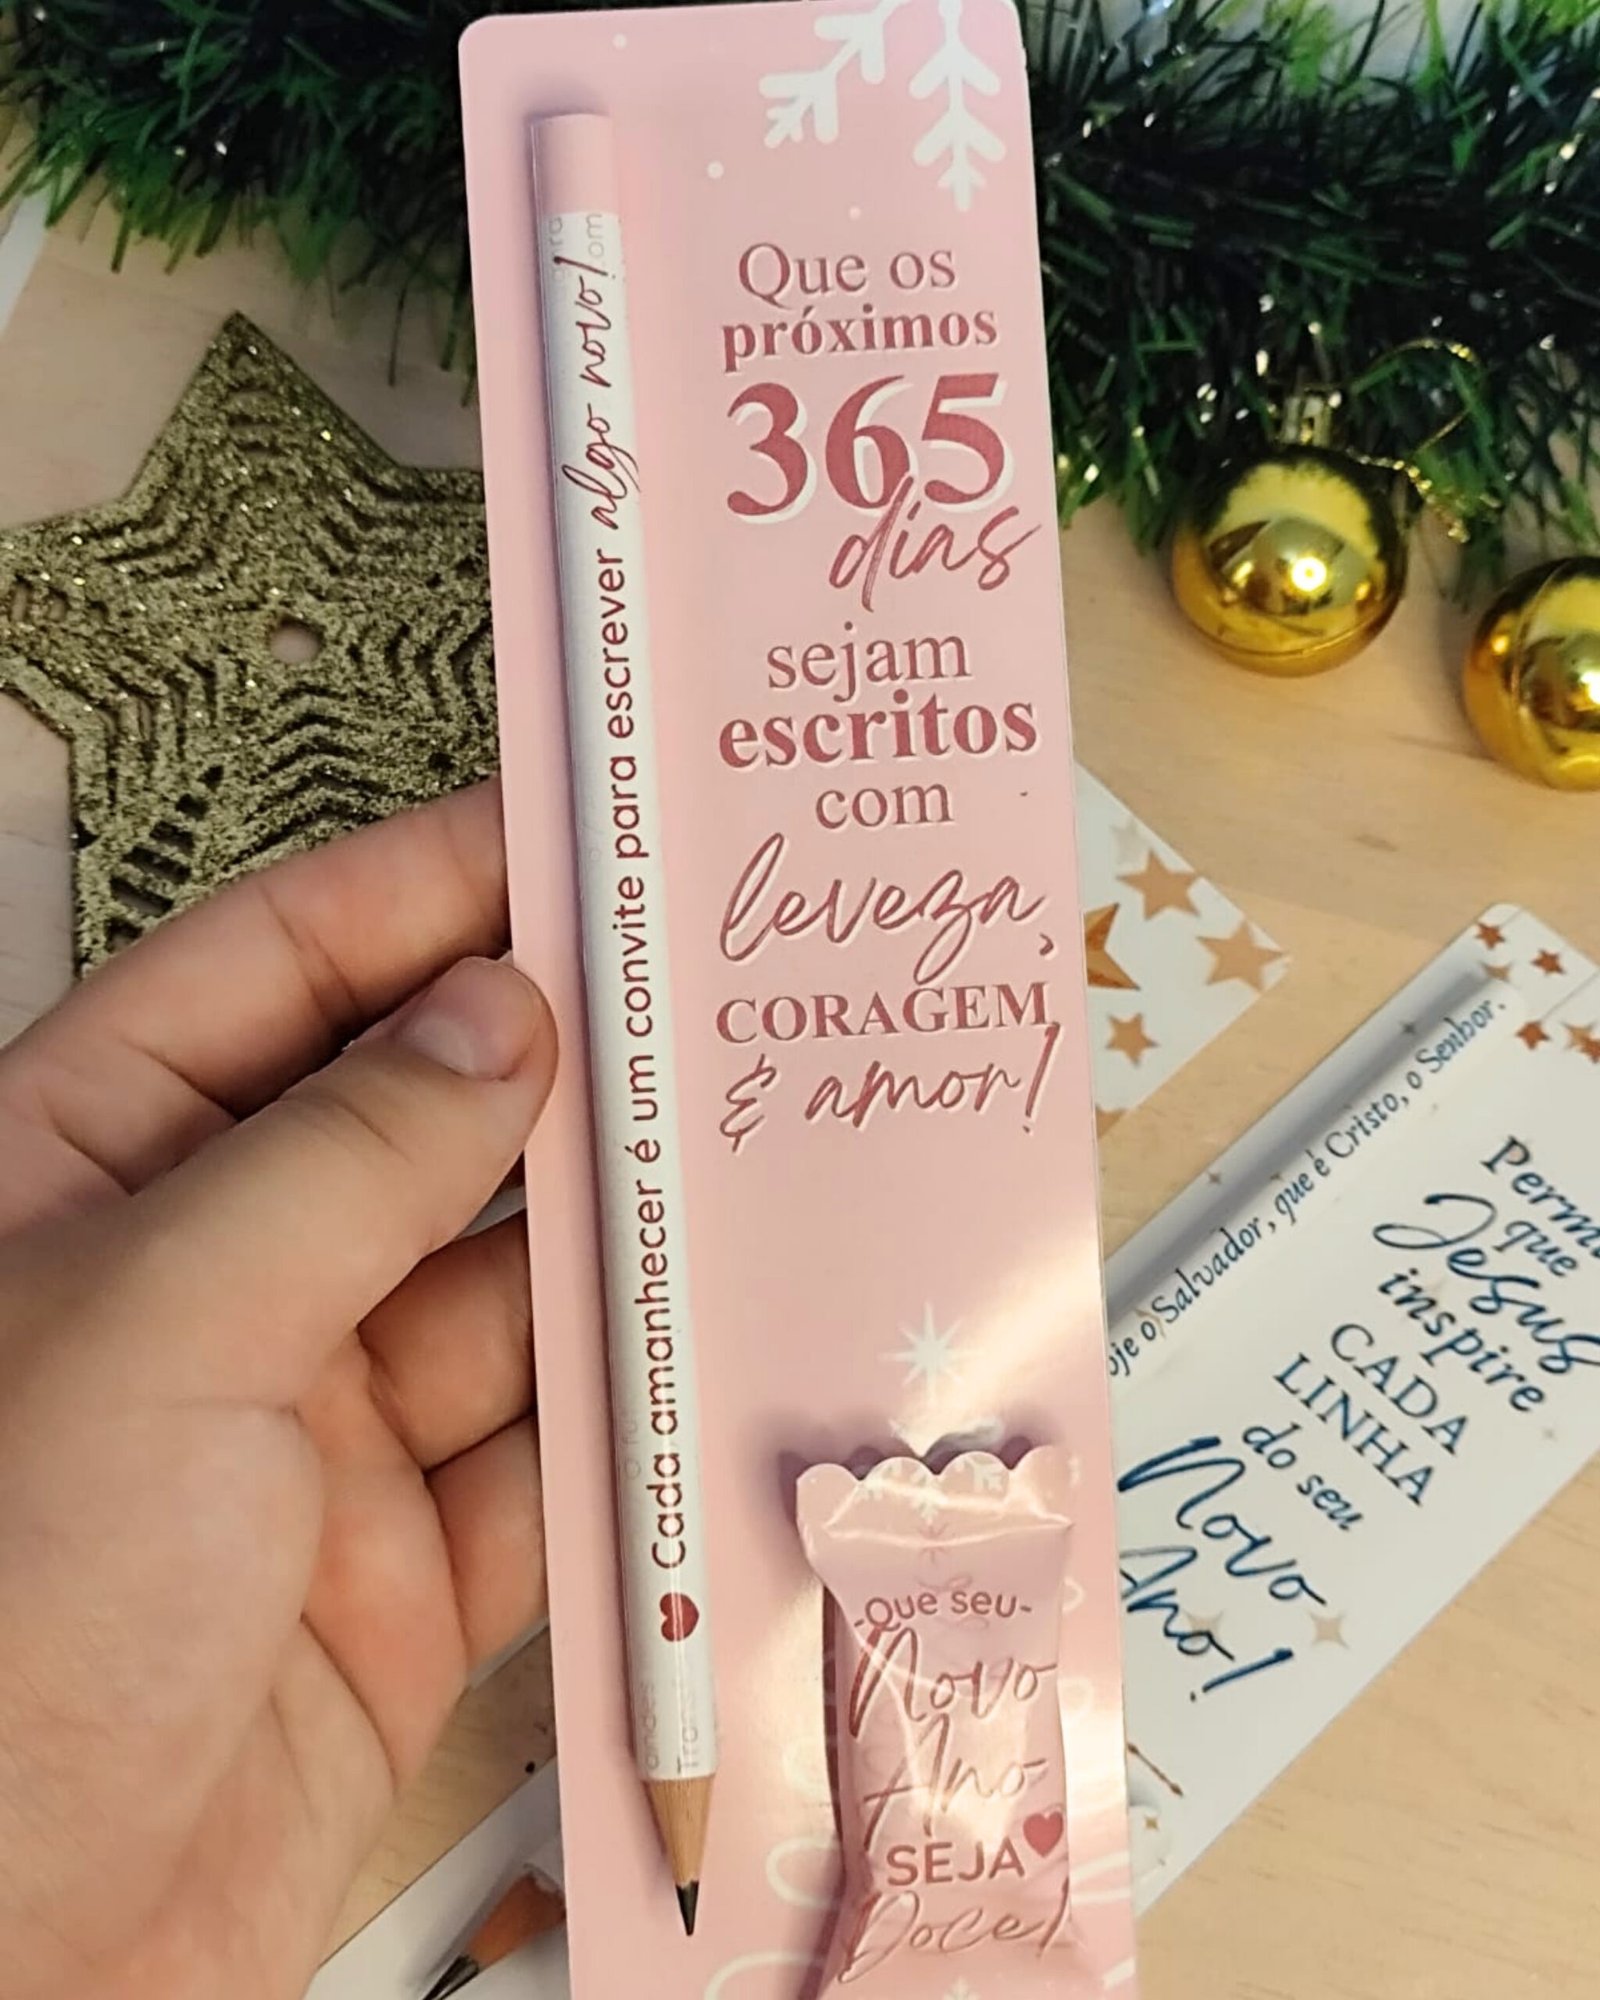 Que os
próximos
365
dias
sejam
escritos
com
leveza,
CORAGEM,
& amor!
Cada amanhecer é um convite para escrever algo novo!
-Que seu-
Novo
Ano
SEJA
Doce!
o Salvador, que é Cristo, o Senhor.
que
Jesus
inspire
CADA
LINHA
do seu
Novo
Ano!